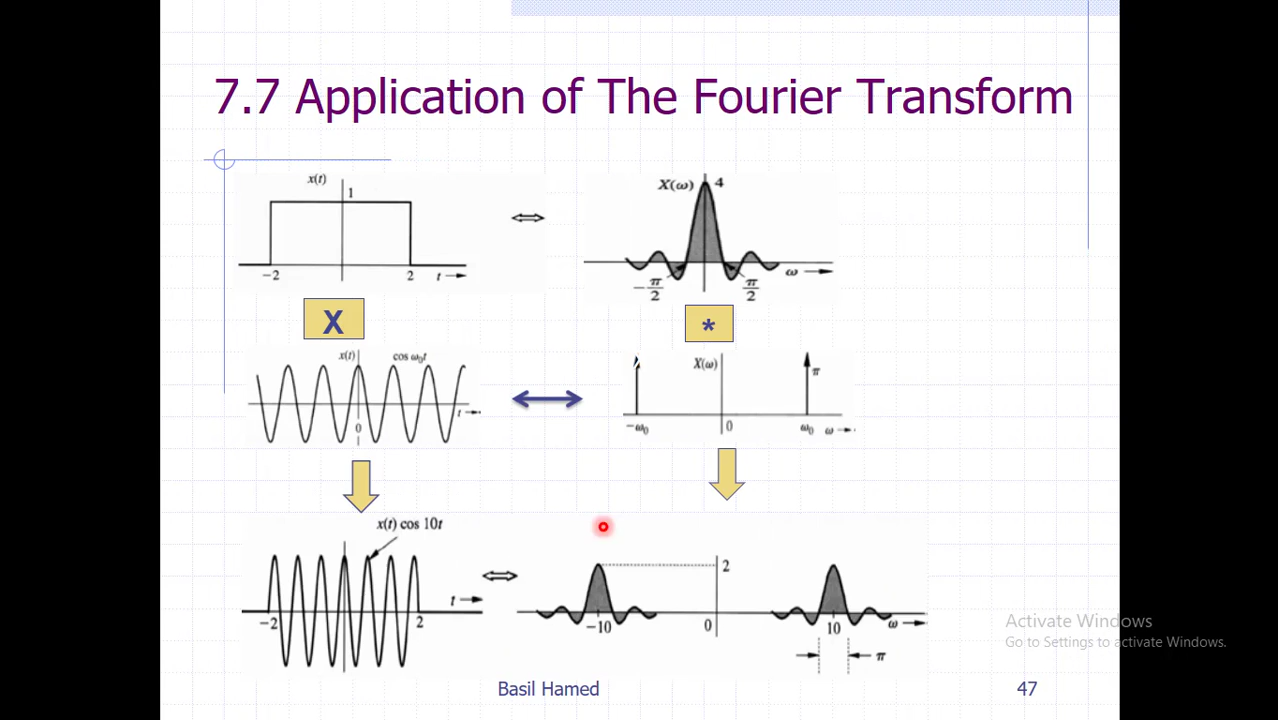 7.7 Application of The Fourier Transform
x(t)
1
−2
2
t
⇔
X(ω)
4
−π/2
π/2
ω
X
*
x(t)
cos ω₀t
0
t
X(ω)
π
−ω₀
0
ω₀
ω
x(t) cos 10t
−2
2
t
⇔
2
−10
0
10
ω
π
Activate Windows
Go to Settings to activate Windows.
Basil Hamed
47